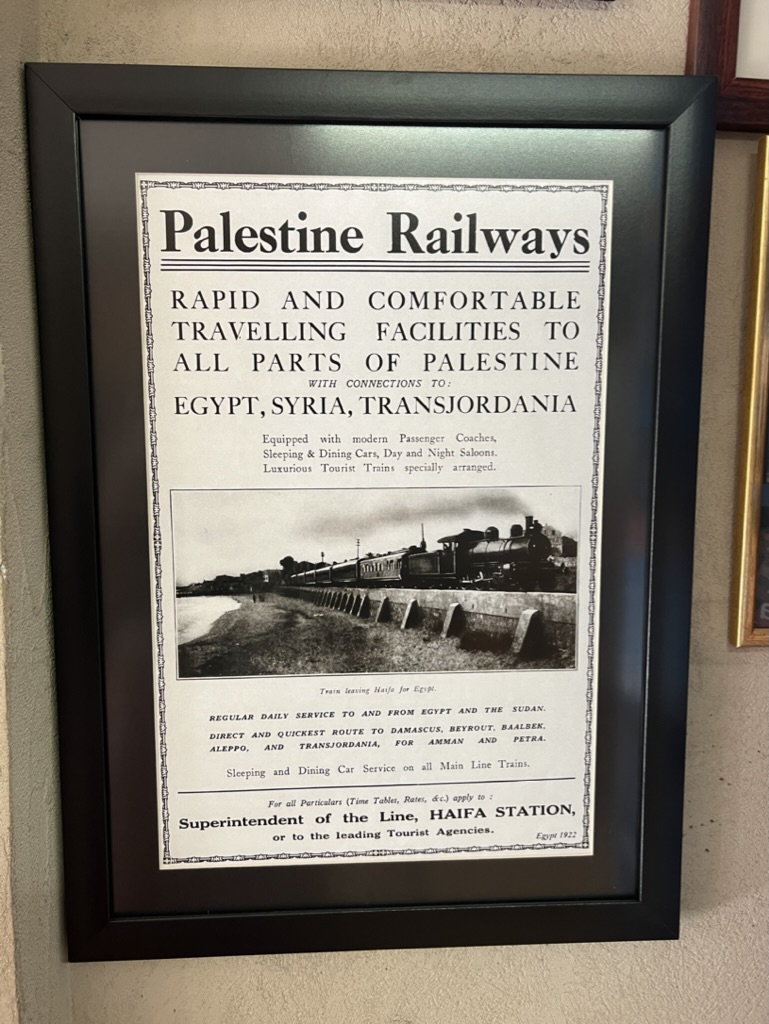 Palestine Railways
RAPID AND COMFORTABLE
TRAVELLING FACILITIES TO
ALL PARTS OF PALESTINE
WITH CONNECTIONS TO:
EGYPT, SYRIA, TRANSJORDANIA
Equipped with modern Passenger Coaches,
Sleeping & Dining Cars, Day and Night Saloons.
Luxurious Tourist Trains specially arranged.
Train leaving Haifa for Egypt.
REGULAR DAILY SERVICE TO AND FROM EGYPT AND THE SUDAN.
DIRECT AND QUICKEST ROUTE TO DAMASCUS, BEYROUT, BAALBEK,
ALEPPO, AND TRANSJORDANIA, FOR AMMAN AND PETRA.
Sleeping and Dining Car Service on all Main Line Trains.
For all Particulars (Time Tables, Rates, &c.) apply to :
Superintendent of the Line, HAIFA STATION,
or to the leading Tourist Agencies.
Egypt 1922